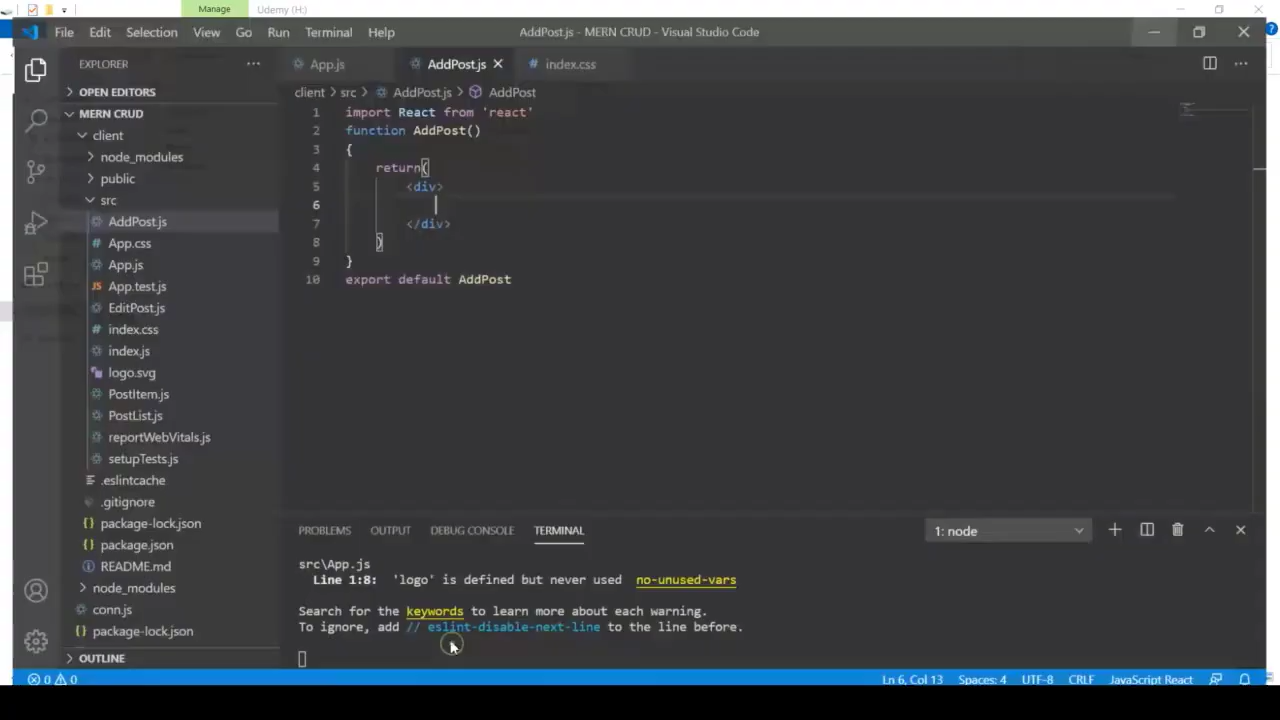 Manage
Udemy (H:)
File Edit Selection View Go Run Terminal Help
AddPost.js - MERN CRUD - Visual Studio Code
EXPLORER
OPEN EDITORS
MERN CRUD
client
node_modules
public
src
AddPost.js
App.css
App.js
App.test.js
EditPost.js
index.css
index.js
logo.svg
PostItem.js
PostList.js
reportWebVitals.js
setupTests.js
.eslintcache
.gitignore
package-lock.json
package.json
README.md
node_modules
conn.js
package-lock.json
OUTLINE
App.js AddPost.js index.css
client > src > AddPost.js > AddPost
1 import React from 'react'
2 function AddPost()
3 {
4 return(
5 <div>
6
7 </div>
8 )
9 }
10 export default AddPost
PROBLEMS OUTPUT DEBUG CONSOLE TERMINAL
1: node
src\App.js
Line 1:8: 'logo' is defined but never used no-unused-vars
Search for the keywords to learn more about each warning.
To ignore, add // eslint-disable-next-line to the line before.
0 0
Ln 6, Col 13 Spaces: 4 UTF-8 CRLF JavaScript React